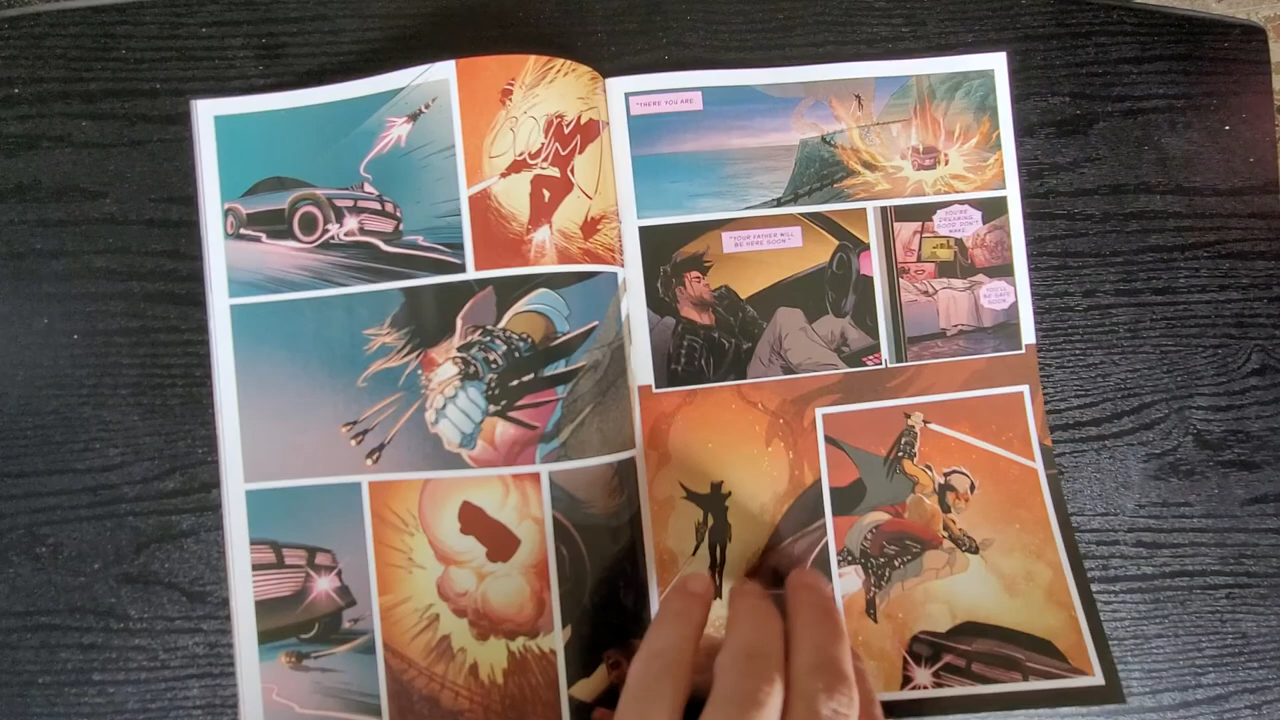 BOOM
"THERE YOU ARE.
"YOUR FATHER WILL
BE HERE SOON."
YOU'RE
DREAMING,
GOOD. DON'T
WAKE.
YOU'LL
BE SAFE
SOON.